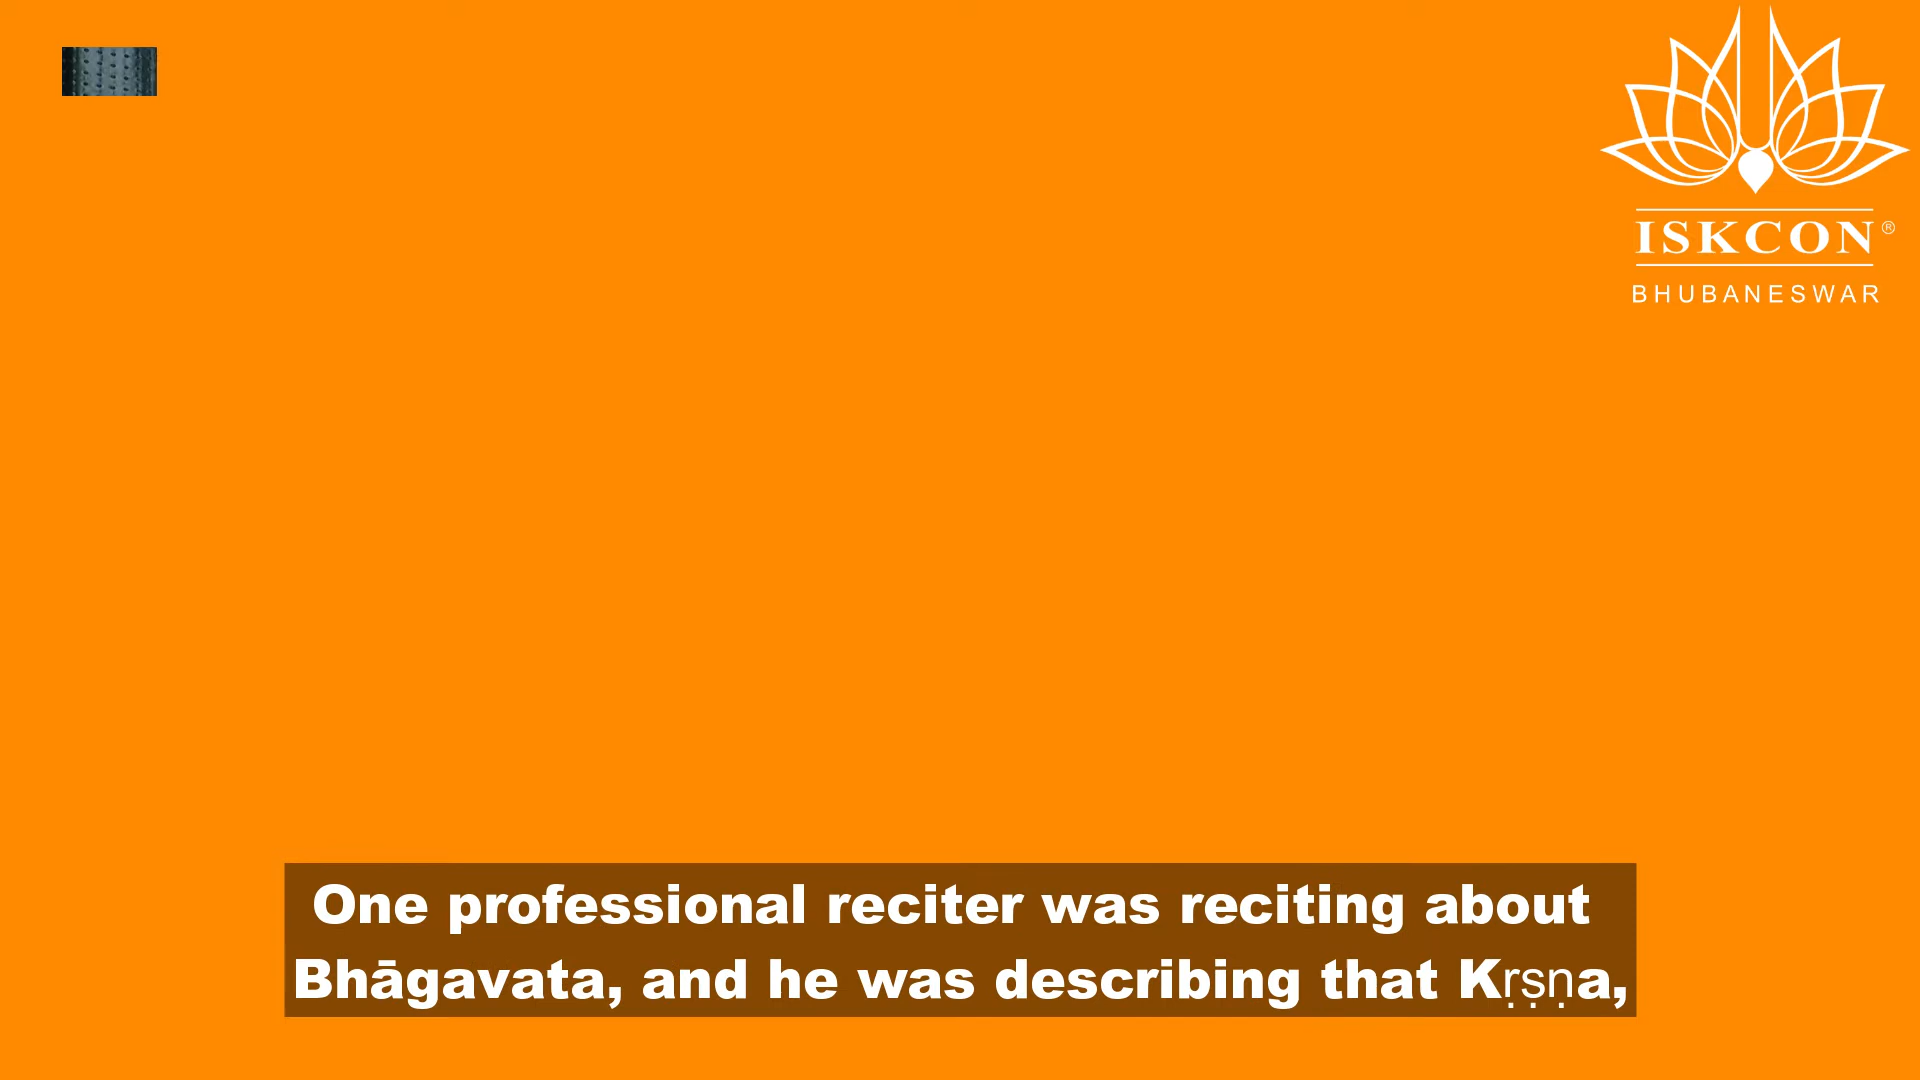 ISKCON®
BHUBANESWAR
One professional reciter was reciting about
Bhāgavata, and he was describing that Kṛṣṇa,